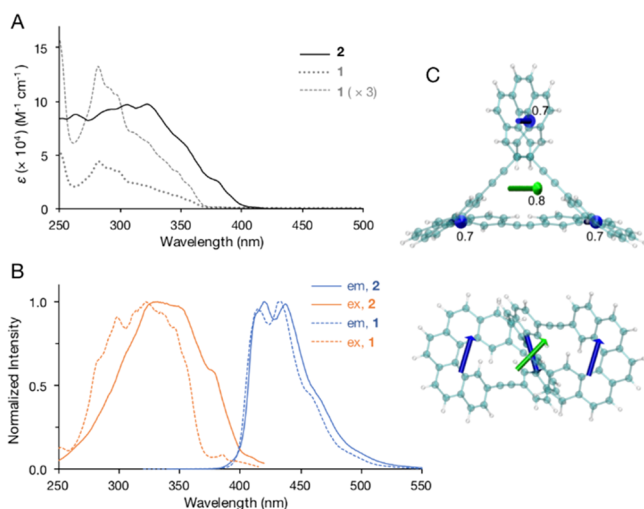 A
15
10
5
0
ε (× 10⁴) (M⁻¹ cm⁻¹)
250 300 350 400 450 500
Wavelength (nm)
2
1
1 (× 3)
B
1.0
0.5
0.0
Normalized Intensity
250 300 350 400 450 500 550
Wavelength (nm)
em, 2
ex, 2
em, 1
ex, 1
C
0.7
0.8
0.7 0.7